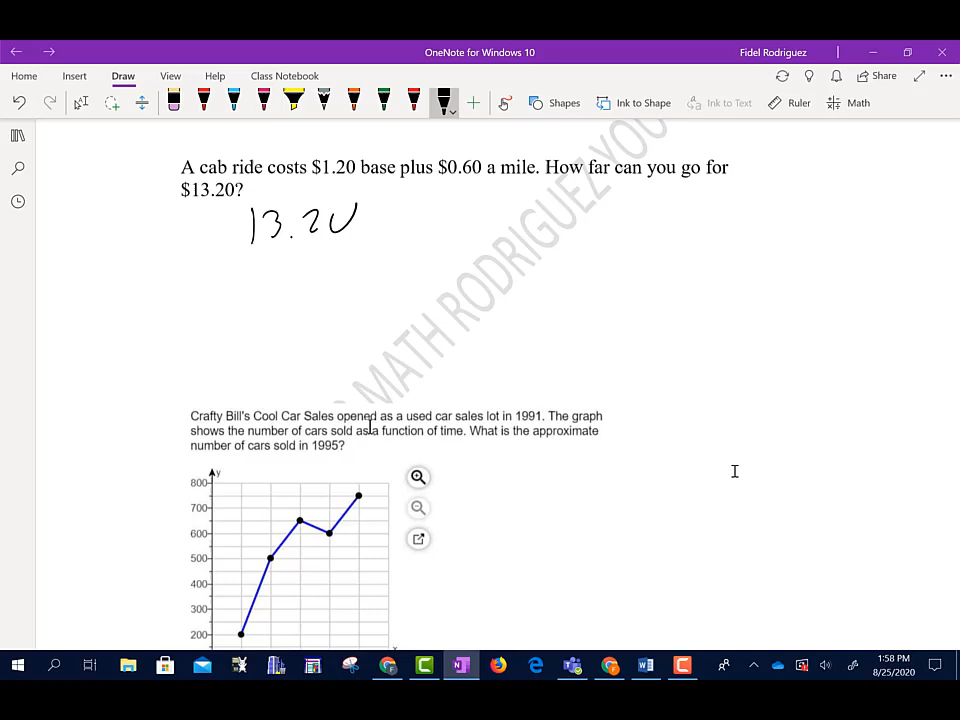 OneNote for Windows 10
Fidel Rodriguez
Home Insert Draw View Help Class Notebook
Share
Shapes Ink to Shape Ink to Text Ruler Math
A cab ride costs $1.20 base plus $0.60 a mile. How far can you go for
$13.20?
13.20
MATH RODRIGUEZ YOU
Crafty Bill's Cool Car Sales opened as a used car sales lot in 1991. The graph
shows the number of cars sold as a function of time. What is the approximate
number of cars sold in 1995?
y
800
700
600
500
400
300
200
x
1:58 PM
8/25/2020